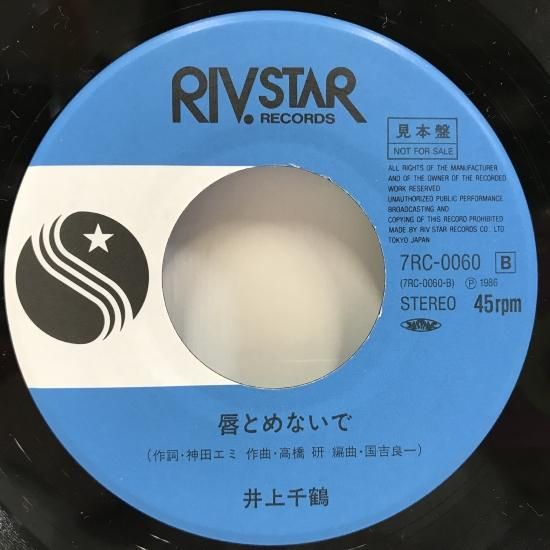 RIV.STAR
RECORDS
見本盤
NOT FOR SALE
ALL RIGHTS OF THE MANUFACTURER
AND OF THE OWNER OF THE RECORDED
WORK RESERVED
UNAUTHORIZED PUBLIC PERFORMANCE
BROADCASTING AND
COPYING OF THIS RECORD PROHIBITED
MADE BY RIV STAR RECORDS CO. LTD
TOKYO JAPAN
7RC-0060 B
(7RC-0060-B) Ⓟ 1986
STEREO 45rpm
唇とめないで
(作詞・神田エミ 作曲・高橋 研 編曲・国吉良一)
井上千鶴